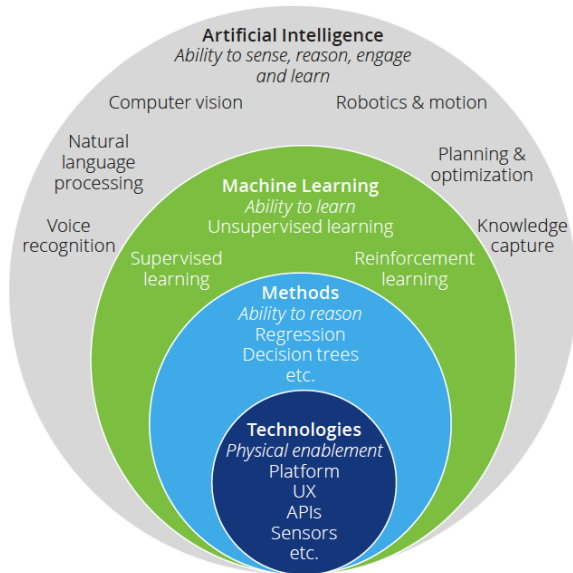 Artificial Intelligence
Ability to sense, reason, engage
and learn
Computer vision
Robotics & motion
Natural
language
processing
Planning &
optimization
Voice
recognition
Knowledge
capture
Machine Learning
Ability to learn
Unsupervised learning
Supervised
learning
Reinforcement
learning
Methods
Ability to reason
Regression
Decision trees
etc.
Technologies
Physical enablement
Platform
UX
APIs
Sensors
etc.